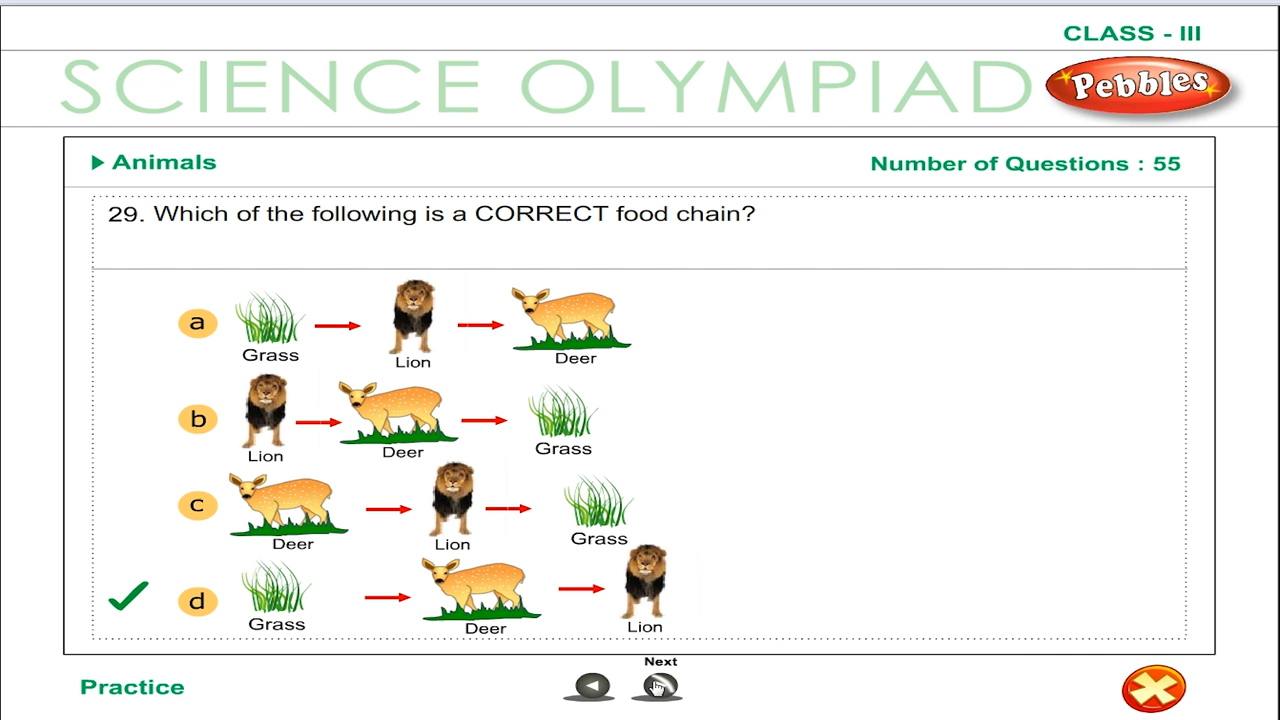 CLASS - III
SCIENCE OLYMPIAD
Pebbles
Animals
Number of Questions : 55
29. Which of the following is a CORRECT food chain?
a
Grass
Lion
Deer
b
Lion
Deer
Grass
c
Deer
Lion
Grass
d
Grass
Deer
Lion
Next
Practice